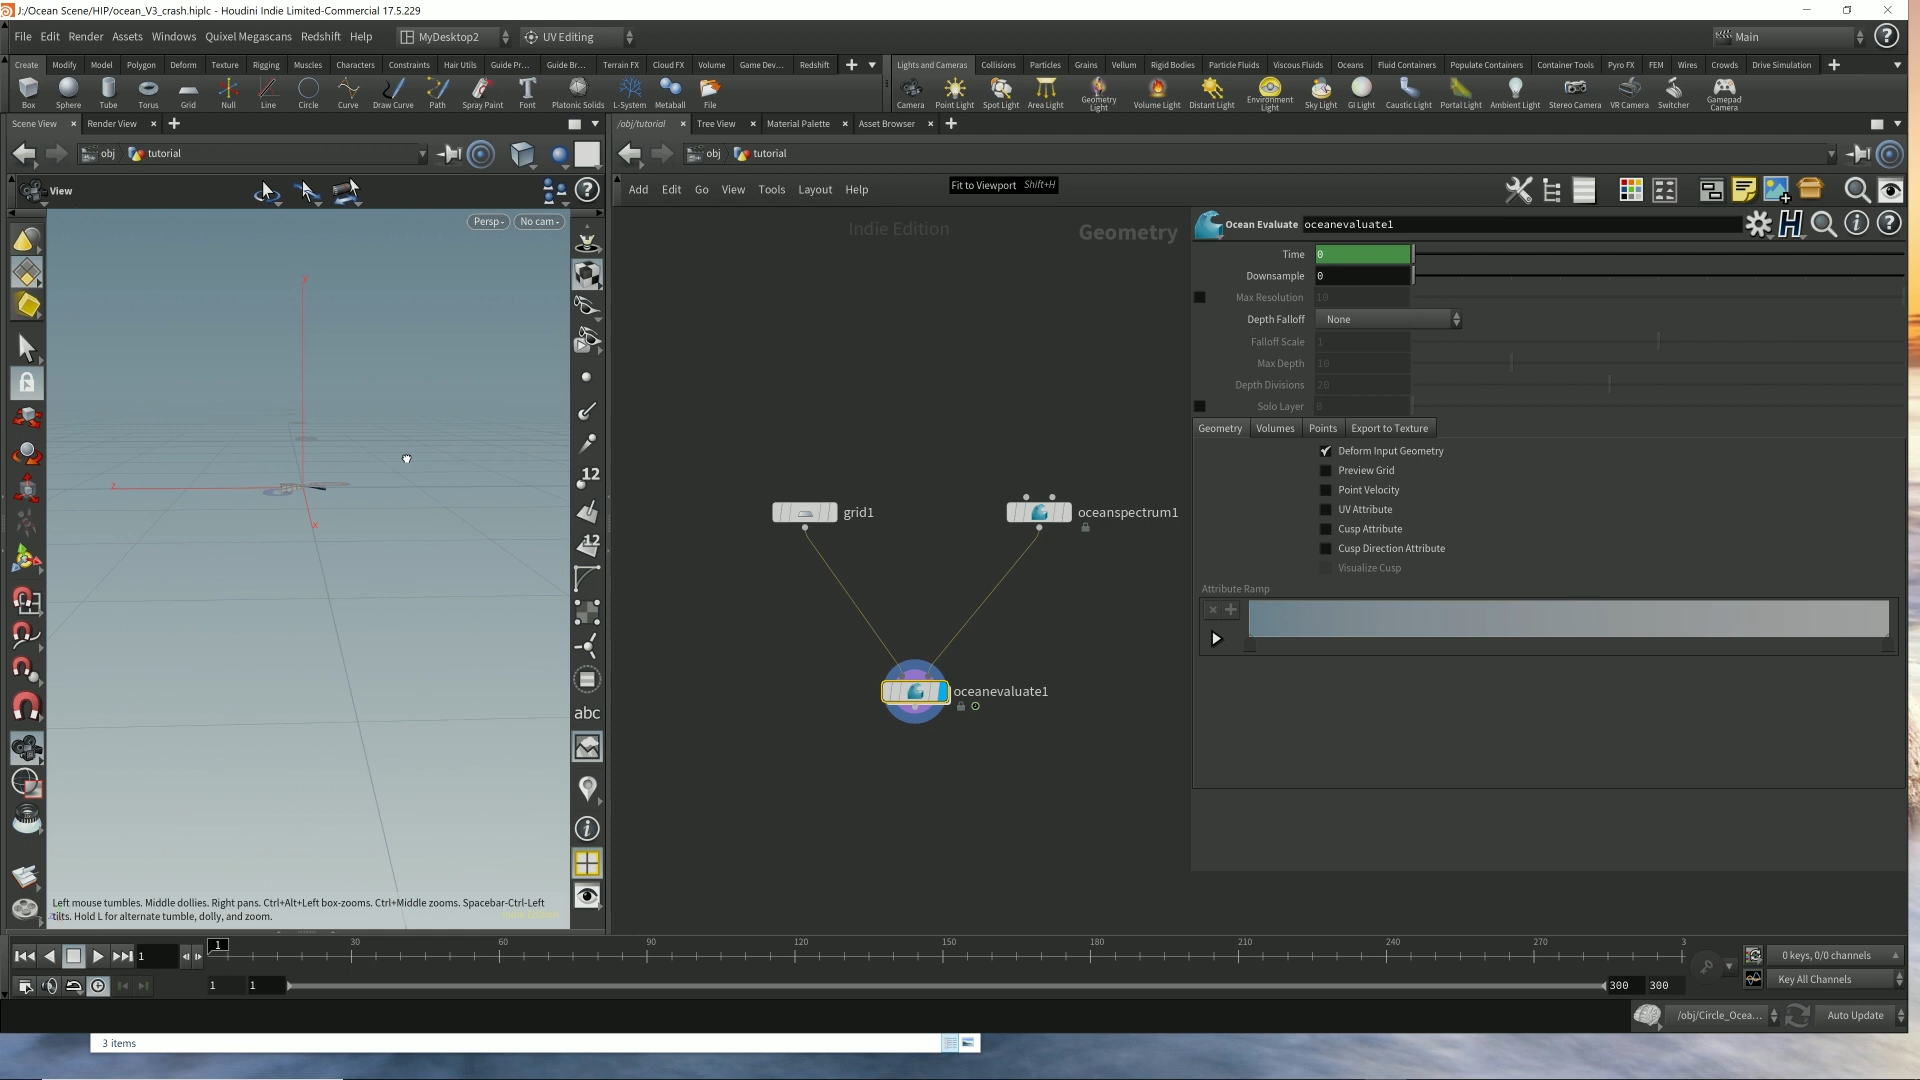 J:/Ocean Scene/HIP/ocean_V3_crash.hiplc - Houdini Indie Limited-Commercial 17.5.229
File Edit Render Assets Windows Quixel Megascans Redshift Help MyDesktop2 UV Editing Main
Create Modify Model Polygon Deform Texture Rigging Muscles Characters Constraints Hair Utils Guide Pr... Guide Br... Terrain FX Cloud FX Volume Game Dev... Redshift
Lights and Cameras Collisions Particles Grains Vellum Rigid Bodies Particle Fluids Viscous Fluids Oceans Fluid Containers Populate Containers Container Tools Pyro FX FEM Wires Crowds Drive Simulation
Box Sphere Tube Torus Grid Null Line Circle Curve Draw Curve Path Spray Paint Font Platonic Solids L-System Metaball File
Camera Point Light Spot Light Area Light Geometry Light Volume Light Distant Light Environment Light Sky Light GI Light Caustic Light Portal Light Ambient Light Stereo Camera VR Camera Switcher Gamepad Camera
Scene View Render View
/obj/tutorial Tree View Material Palette Asset Browser
obj tutorial
obj tutorial
View
Add Edit Go View Tools Layout Help
Fit to Viewport Shift+H
Persp No cam
Indie Edition
Geometry
Ocean Evaluate oceanevaluate1
Time 0
Downsample 0
Max Resolution 10
Depth Falloff None
Falloff Scale 1
Max Depth 10
Depth Divisions 20
Solo Layer 0
Geometry Volumes Points Export to Texture
Deform Input Geometry
Preview Grid
Point Velocity
UV Attribute
Cusp Attribute
Cusp Direction Attribute
Visualize Cusp
Attribute Ramp
y
z
x
12
12
abc
grid1
oceanspectrum1
oceanevaluate1
Left mouse tumbles. Middle dollies. Right pans. Ctrl+Alt+Left box-zooms. Ctrl+Middle zooms. Spacebar-Ctrl-Left
tilts. Hold L for alternate tumble, dolly, and zoom.
Indie Edition
1 1 30 60 90 120 150 180 210 240 270 3
0 keys, 0/0 channels
1 1 300 300
Key All Channels
/obj/Circle_Ocea... Auto Update
3 items